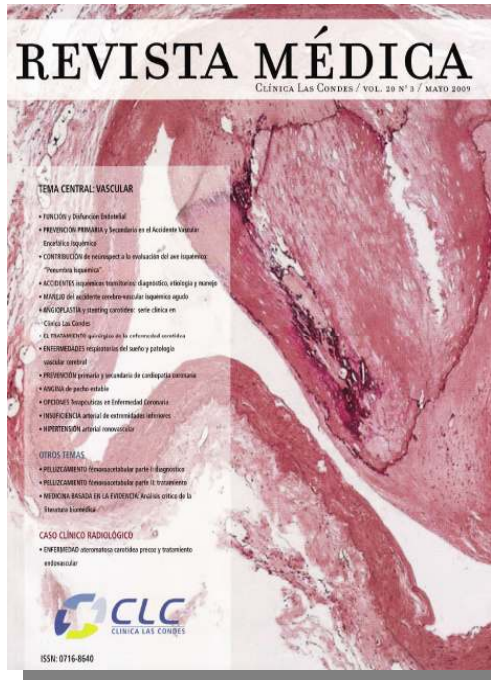 REVISTA MÉDICA
CLÍNICA LAS CONDES / VOL. 20 Nº 3 / MAYO 2009
TEMA CENTRAL: VASCULAR
• FUNCIÓN y Disfunción Endotelial
• PREVENCIÓN PRIMARIA y Secundaria en el Accidente Vascular
Encefálico Isquémico
• CONTRIBUCIÓN de neurospect a la evaluación del ave isquémico:
"Penumbra isquémica"
• ACCIDENTES isquémicos transitorios: diagnóstico, etiología y manejo
• MANEJO del accidente cerebro-vascular isquémico agudo
• ANGIOPLASTIA y stenting carotídeo: serie clínica en
Clínica Las Condes
• EL TRATAMIENTO quirúrgico de la enfermedad carotídea
• ENFERMEDADES respiratorias del sueño y patología
vascular cerebral
• PREVENCIÓN primaria y secundaria de cardiopatía coronaria
• ANGINA de pecho estable
• OPCIONES Terapéuticas en Enfermedad Coronaria
• INSUFICIENCIA arterial de extremidades inferiores
• HIPERTENSIÓN arterial renovascular
OTROS TEMAS
• PELLIZCAMIENTO fémoroacetabular parte I: diagnóstico
• PELLIZCAMIENTO fémoroacetabular parte II: tratamiento
• MEDICINA BASADA EN LA EVIDENCIA: Análisis crítico de la
literatura biomédica
CASO CLÍNICO RADIOLÓGICO
• ENFERMEDAD ateromatosa carotídea precoz y tratamiento
endovascular
CLC
CLINICA LAS CONDES
ISSN: 0716-8640